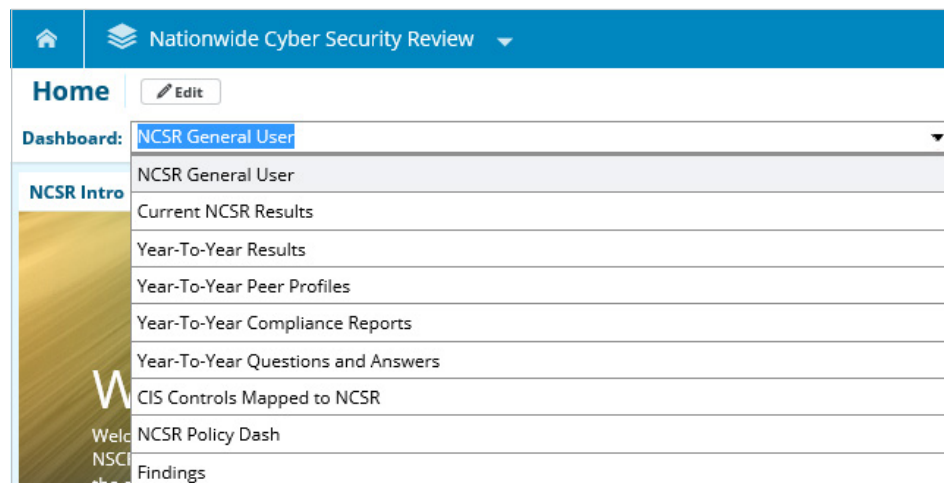 Nationwide Cyber Security Review
Home Edit
Dashboard: NCSR General User
NCSR General User
NCSR Intro
Current NCSR Results
Year-To-Year Results
Year-To-Year Peer Profiles
Year-To-Year Compliance Reports
Year-To-Year Questions and Answers
W
CIS Controls Mapped to NCSR
Welc
NCSR Policy Dash
NSCR
Findings